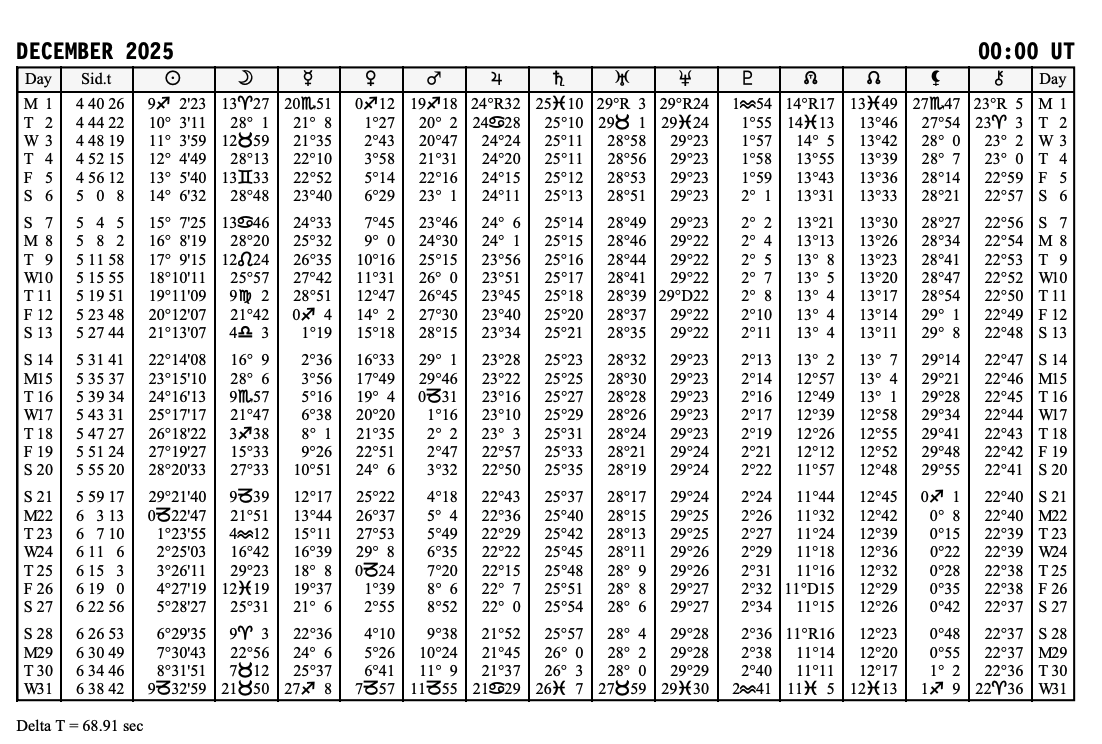 DECEMBER 2025 00:00 UT
Day Sid.t ☉ ☽ ☿ ♀ ♂ ♃ ♄ ♅ ♆ ♇ ☊ ☊ ⚸ ⚷ Day
M 1 4 40 26 9♐ 2'23 13♈27 20♏51 0♐12 19♐18 24°R32 25♓10 29°R 3 29°R24 1♒54 14°R17 13♓49 27♏47 23°R 5 M 1
T 2 4 44 22 10° 3'11 28° 1 21° 8 1°27 20° 2 24♋28 25°10 29♉ 1 29♓24 1°55 14♓13 13°46 27°54 23♈ 3 T 2
W 3 4 48 19 11° 3'59 12♉59 21°35 2°43 20°47 24°24 25°11 28°58 29°23 1°57 14° 5 13°42 28° 0 23° 2 W 3
T 4 4 52 15 12° 4'49 28°13 22°10 3°58 21°31 24°20 25°11 28°56 29°23 1°58 13°55 13°39 28° 7 23° 0 T 4
F 5 4 56 12 13° 5'40 13♊33 22°52 5°14 22°16 24°15 25°12 28°53 29°23 1°59 13°43 13°36 28°14 22°59 F 5
S 6 5 0 8 14° 6'32 28°48 23°40 6°29 23° 1 24°11 25°13 28°51 29°23 2° 1 13°31 13°33 28°21 22°57 S 6
S 7 5 4 5 15° 7'25 13♋46 24°33 7°45 23°46 24° 6 25°14 28°49 29°23 2° 2 13°21 13°30 28°27 22°56 S 7
M 8 5 8 2 16° 8'19 28°20 25°32 9° 0 24°30 24° 1 25°15 28°46 29°22 2° 4 13°13 13°26 28°34 22°54 M 8
T 9 5 11 58 17° 9'15 12♌24 26°35 10°16 25°15 23°56 25°16 28°44 29°22 2° 5 13° 8 13°23 28°41 22°53 T 9
W10 5 15 55 18°10'11 25°57 27°42 11°31 26° 0 23°51 25°17 28°41 29°22 2° 7 13° 5 13°20 28°47 22°52 W10
T 11 5 19 51 19°11'09 9♍ 2 28°51 12°47 26°45 23°45 25°18 28°39 29°D22 2° 8 13° 4 13°17 28°54 22°50 T 11
F 12 5 23 48 20°12'07 21°42 0♐ 4 14° 2 27°30 23°40 25°20 28°37 29°22 2°10 13° 4 13°14 29° 1 22°49 F 12
S 13 5 27 44 21°13'07 4♎ 3 1°19 15°18 28°15 23°34 25°21 28°35 29°22 2°11 13° 4 13°11 29° 8 22°48 S 13
S 14 5 31 41 22°14'08 16° 9 2°36 16°33 29° 1 23°28 25°23 28°32 29°23 2°13 13° 2 13° 7 29°14 22°47 S 14
M15 5 35 37 23°15'10 28° 6 3°56 17°49 29°46 23°22 25°25 28°30 29°23 2°14 12°57 13° 4 29°21 22°46 M15
T 16 5 39 34 24°16'13 9♏57 5°16 19° 4 0♑31 23°16 25°27 28°28 29°23 2°16 12°49 13° 1 29°28 22°45 T 16
W17 5 43 31 25°17'17 21°47 6°38 20°20 1°16 23°10 25°29 28°26 29°23 2°17 12°39 12°58 29°34 22°44 W17
T 18 5 47 27 26°18'22 3♐38 8° 1 21°35 2° 2 23° 3 25°31 28°24 29°23 2°19 12°26 12°55 29°41 22°43 T 18
F 19 5 51 24 27°19'27 15°33 9°26 22°51 2°47 22°57 25°33 28°21 29°24 2°21 12°12 12°52 29°48 22°42 F 19
S 20 5 55 20 28°20'33 27°33 10°51 24° 6 3°32 22°50 25°35 28°19 29°24 2°22 11°57 12°48 29°55 22°41 S 20
S 21 5 59 17 29°21'40 9♑39 12°17 25°22 4°18 22°43 25°37 28°17 29°24 2°24 11°44 12°45 0♐ 1 22°40 S 21
M22 6 3 13 0♑22'47 21°51 13°44 26°37 5° 4 22°36 25°40 28°15 29°25 2°26 11°32 12°42 0° 8 22°40 M22
T 23 6 7 10 1°23'55 4♒12 15°11 27°53 5°49 22°29 25°42 28°13 29°25 2°27 11°24 12°39 0°15 22°39 T 23
W24 6 11 6 2°25'03 16°42 16°39 29° 8 6°35 22°22 25°45 28°11 29°26 2°29 11°18 12°36 0°22 22°39 W24
T 25 6 15 3 3°26'11 29°23 18° 8 0♑24 7°20 22°15 25°48 28° 9 29°26 2°31 11°16 12°32 0°28 22°38 T 25
F 26 6 19 0 4°27'19 12♓19 19°37 1°39 8° 6 22° 7 25°51 28° 8 29°27 2°32 11°D15 12°29 0°35 22°38 F 26
S 27 6 22 56 5°28'27 25°31 21° 6 2°55 8°52 22° 0 25°54 28° 6 29°27 2°34 11°15 12°26 0°42 22°37 S 27
S 28 6 26 53 6°29'35 9♈ 3 22°36 4°10 9°38 21°52 25°57 28° 4 29°28 2°36 11°R16 12°23 0°48 22°37 S 28
M29 6 30 49 7°30'43 22°56 24° 6 5°26 10°24 21°45 26° 0 28° 2 29°28 2°38 11°14 12°20 0°55 22°37 M29
T 30 6 34 46 8°31'51 7♉12 25°37 6°41 11° 9 21°37 26° 3 28° 0 29°29 2°40 11°11 12°17 1° 2 22°36 T 30
W31 6 38 42 9♑32'59 21♉50 27♐ 8 7♑57 11♑55 21♋29 26♓ 7 27♉59 29♓30 2♒41 11♓ 5 12♓13 1♐ 9 22♈36 W31
Delta T = 68.91 sec